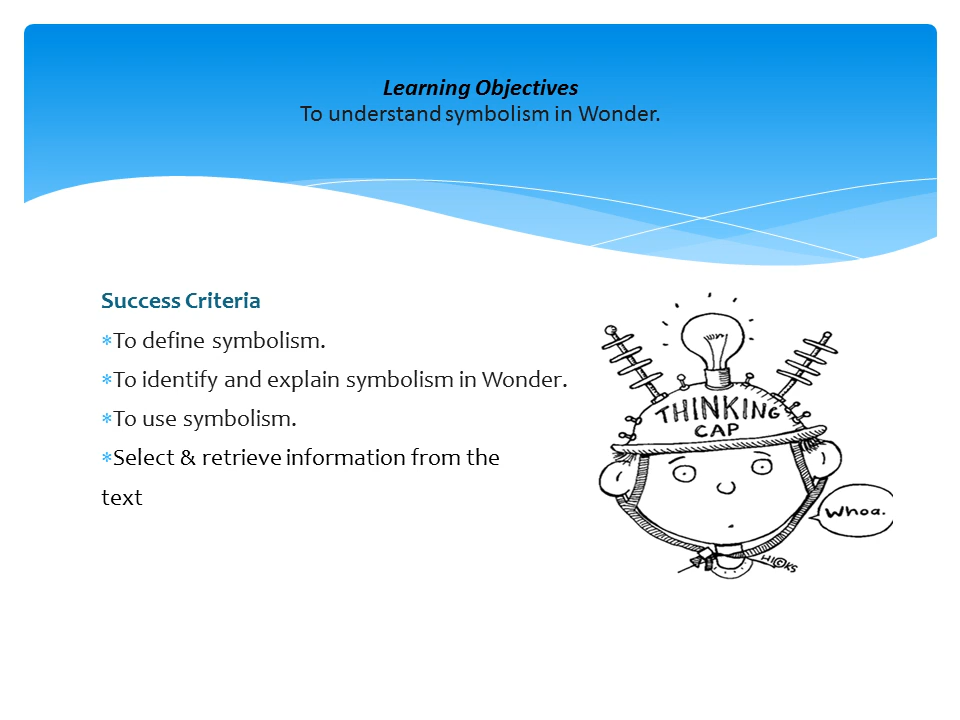 Learning Objectives
To understand symbolism in Wonder.
Success Criteria
*To define symbolism.
*To identify and explain symbolism in Wonder.
*To use symbolism.
*Select & retrieve information from the
text
THINKING
CAP
Whoa.
HICKS